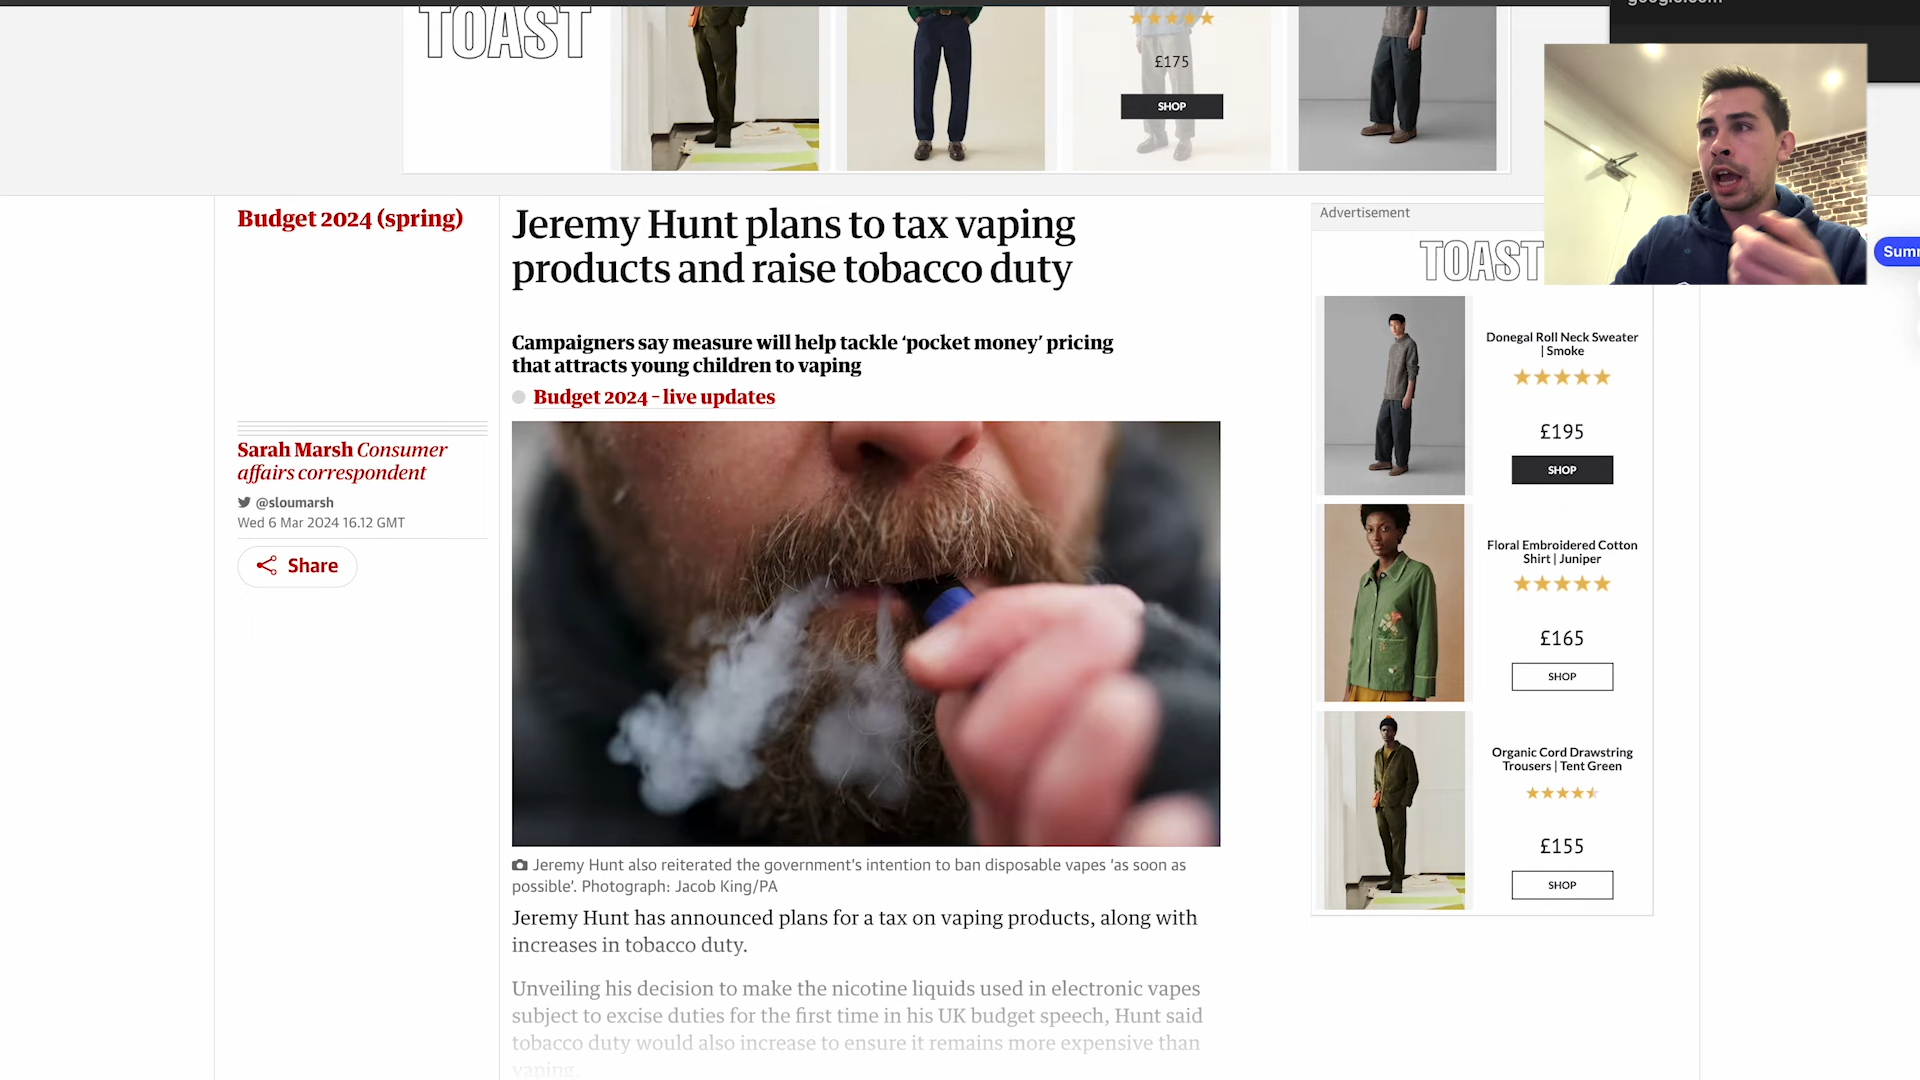 google.com
TOAST
£175
SHOP
Budget 2024 (spring)
Jeremy Hunt plans to tax vaping
products and raise tobacco duty
Campaigners say measure will help tackle ‘pocket money’ pricing
that attracts young children to vaping
Budget 2024 – live updates
Sarah Marsh Consumer
affairs correspondent
@sloumarsh
Wed 6 Mar 2024 16.12 GMT
Share
Jeremy Hunt also reiterated the government’s intention to ban disposable vapes ‘as soon as
possible’. Photograph: Jacob King/PA
Jeremy Hunt has announced plans for a tax on vaping products, along with
increases in tobacco duty.
Unveiling his decision to make the nicotine liquids used in electronic vapes
subject to excise duties for the first time in his UK budget speech, Hunt said
tobacco duty would also increase to ensure it remains more expensive than
vaping.
Advertisement
TOAST
Donegal Roll Neck Sweater
| Smoke
£195
SHOP
Floral Embroidered Cotton
Shirt | Juniper
£165
SHOP
Organic Cord Drawstring
Trousers | Tent Green
£155
SHOP